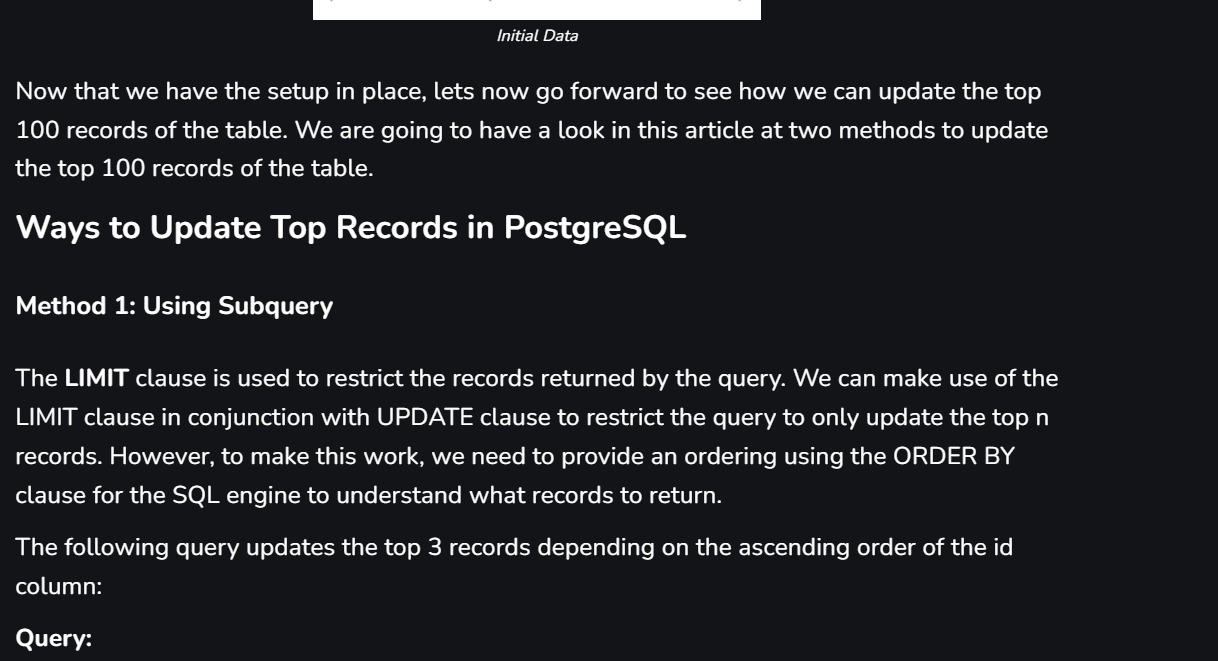 Initial Data
Now that we have the setup in place, lets now go forward to see how we can update the top
100 records of the table. We are going to have a look in this article at two methods to update
the top 100 records of the table.
Ways to Update Top Records in PostgreSQL
Method 1: Using Subquery
The LIMIT clause is used to restrict the records returned by the query. We can make use of the
LIMIT clause in conjunction with UPDATE clause to restrict the query to only update the top n
records. However, to make this work, we need to provide an ordering using the ORDER BY
clause for the SQL engine to understand what records to return.
The following query updates the top 3 records depending on the ascending order of the id
column:
Query: